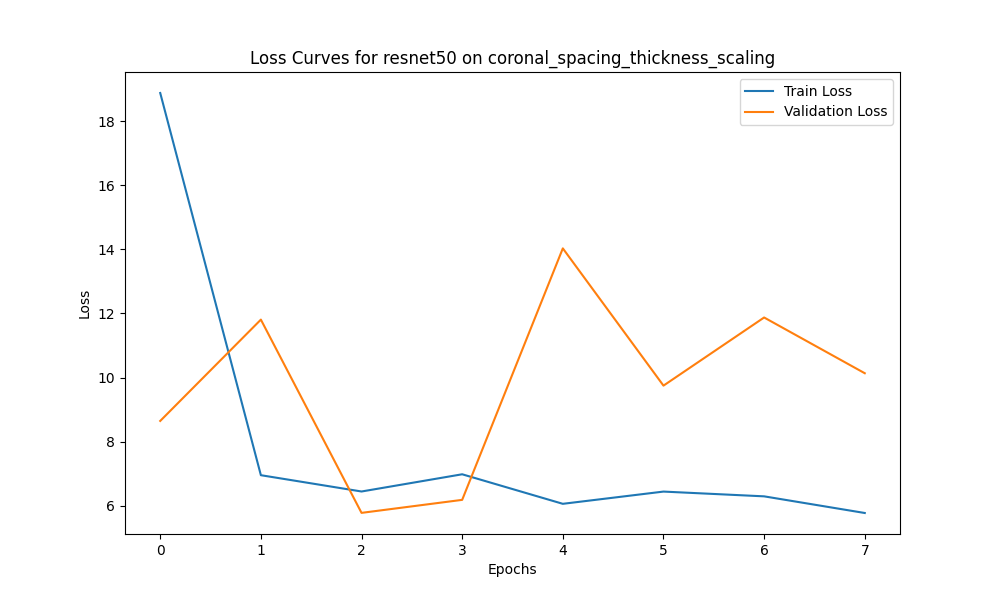 Loss Curves for resnet50 on coronal_spacing_thickness_scaling
Train Loss
Validation Loss
18
16
14
12
10
8
6
Loss
0 1 2 3 4 5 6 7
Epochs